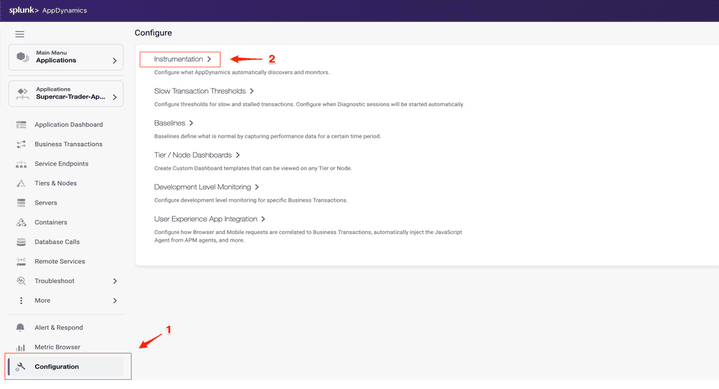 splunk> AppDynamics
Main Menu
Applications
Applications
Supercar-Trader-Ap...
Application Dashboard
Business Transactions
Service Endpoints
Tiers & Nodes
Servers
Containers
Database Calls
Remote Services
Troubleshoot
More
Alert & Respond
Metric Browser
Configuration
1
Configure
Instrumentation
2
Configure what AppDynamics automatically discovers and monitors.
Slow Transaction Thresholds
Configure thresholds for slow and stalled transactions. Configure when Diagnostic sessions will be started automatically.
Baselines
Baselines define what is normal by capturing performance data for a certain time period.
Tier / Node Dashboards
Create Custom Dashboard templates that can be viewed on any Tier or Node.
Development Level Monitoring
Configure development level monitoring for specific Business Transactions.
User Experience App Integration
Configure how Browser and Mobile requests are correlated to Business Transactions, automatically inject the JavaScript
Agent from APM agents, and more.